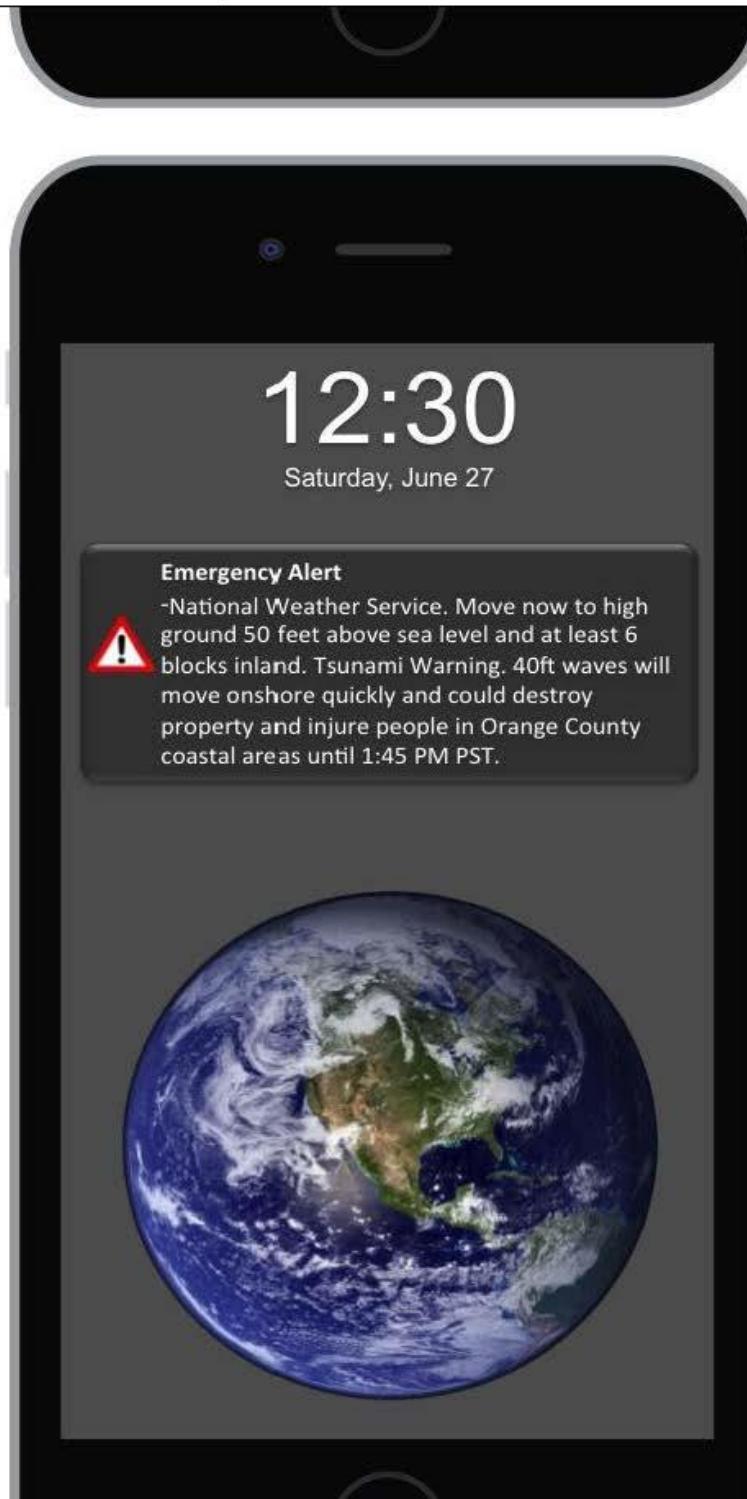 12:30
Saturday, June 27
Emergency Alert
-National Weather Service. Move now to high
ground 50 feet above sea level and at least 6
blocks inland. Tsunami Warning. 40ft waves will
move onshore quickly and could destroy
property and injure people in Orange County
coastal areas until 1:45 PM PST.